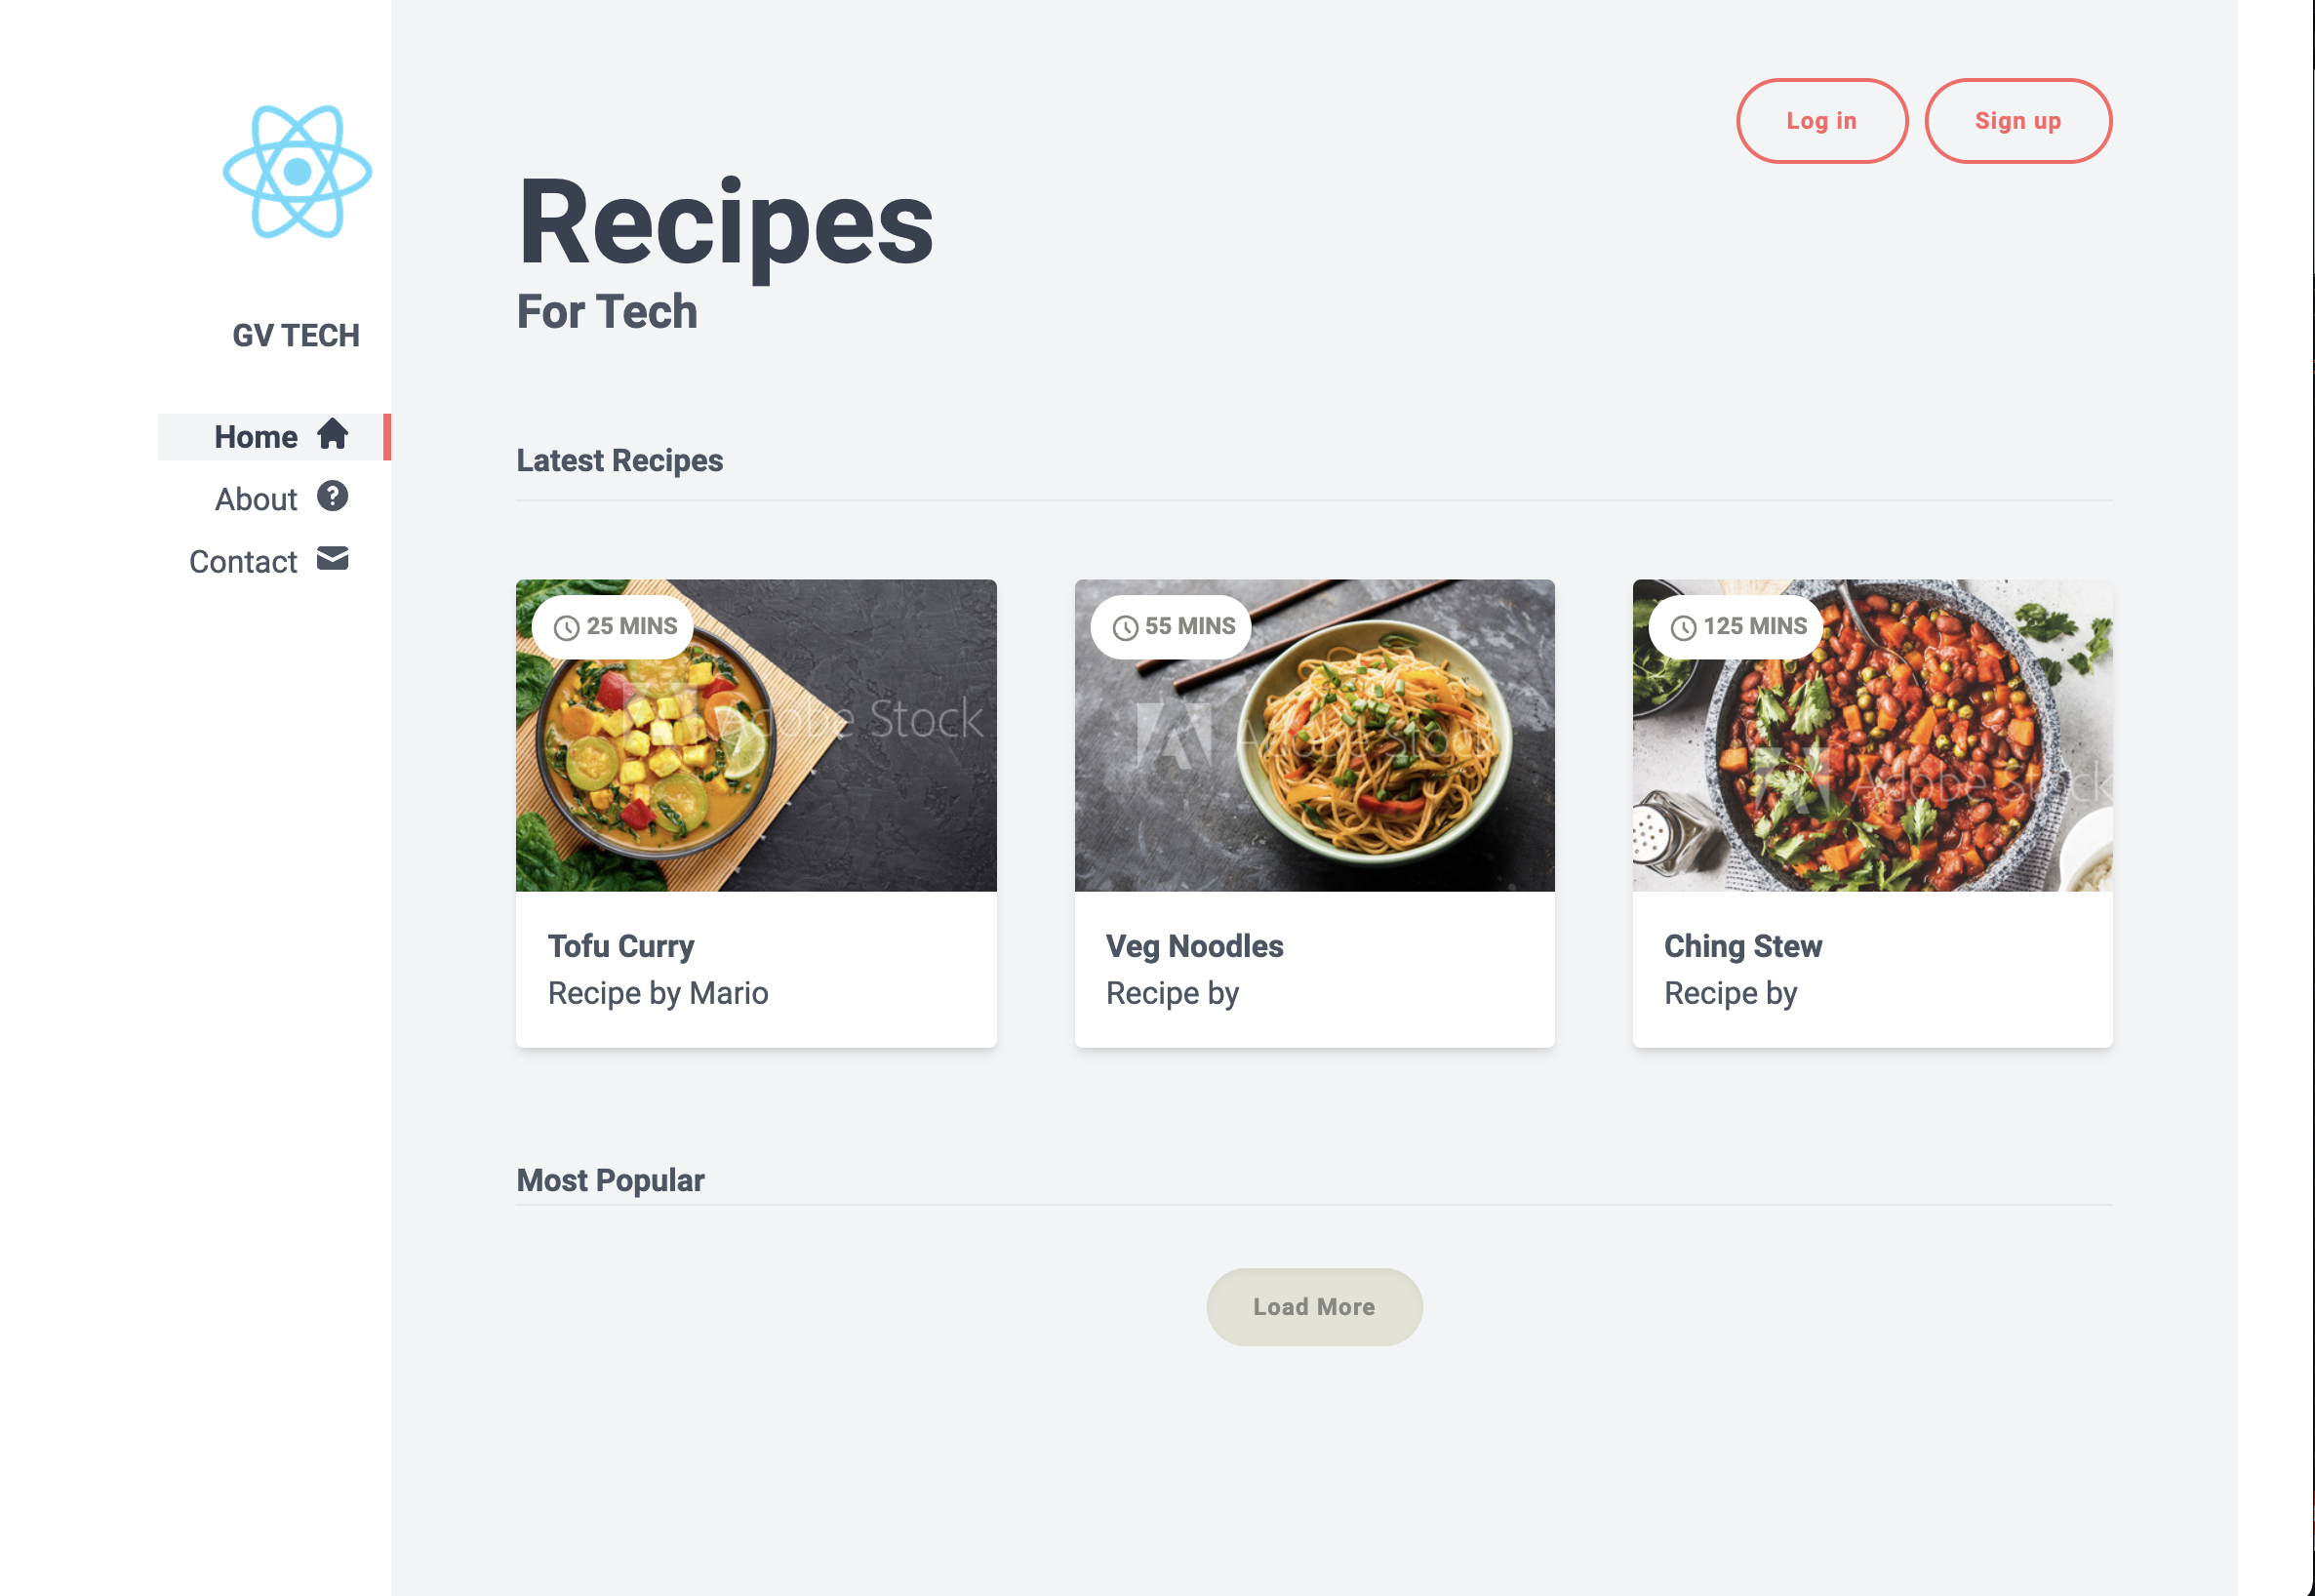 Log in
Sign up
Recipes
For Tech
GV TECH
Home
About
Contact
Latest Recipes
25 MINS
55 MINS
125 MINS
Adobe Stock
Adobe Stock
Adobe Stock
Tofu Curry
Recipe by Mario
Veg Noodles
Recipe by
Ching Stew
Recipe by
Most Popular
Load More